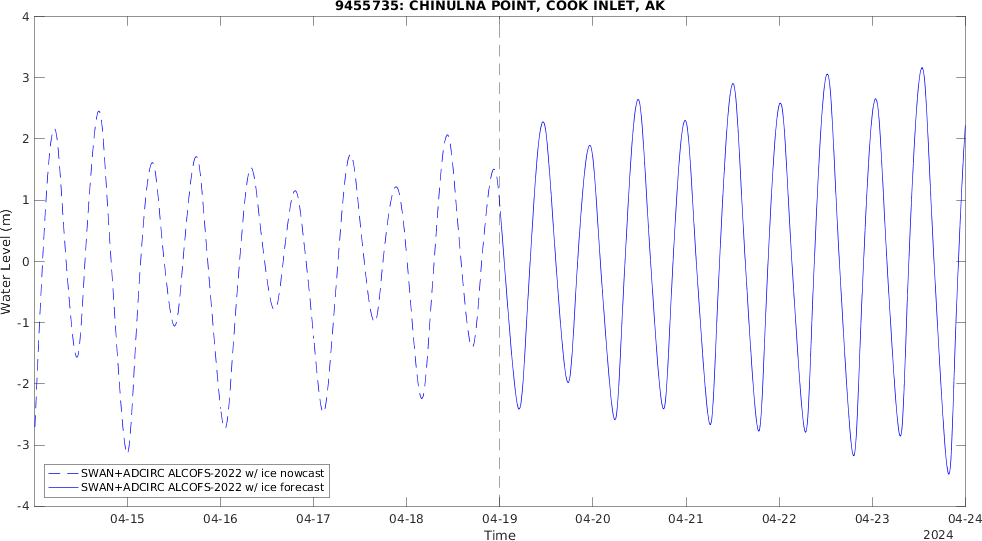 9455735: CHINULNA POINT, COOK INLET, AK
4
3
2
1
0
-1
-2
-3
-4
Water Level (m)
SWAN+ADCIRC ALCOFS-2022 w/ ice nowcast
SWAN+ADCIRC ALCOFS-2022 w/ ice forecast
04-15 04-16 04-17 04-18 04-19 04-20 04-21 04-22 04-23 04-24
Time
2024